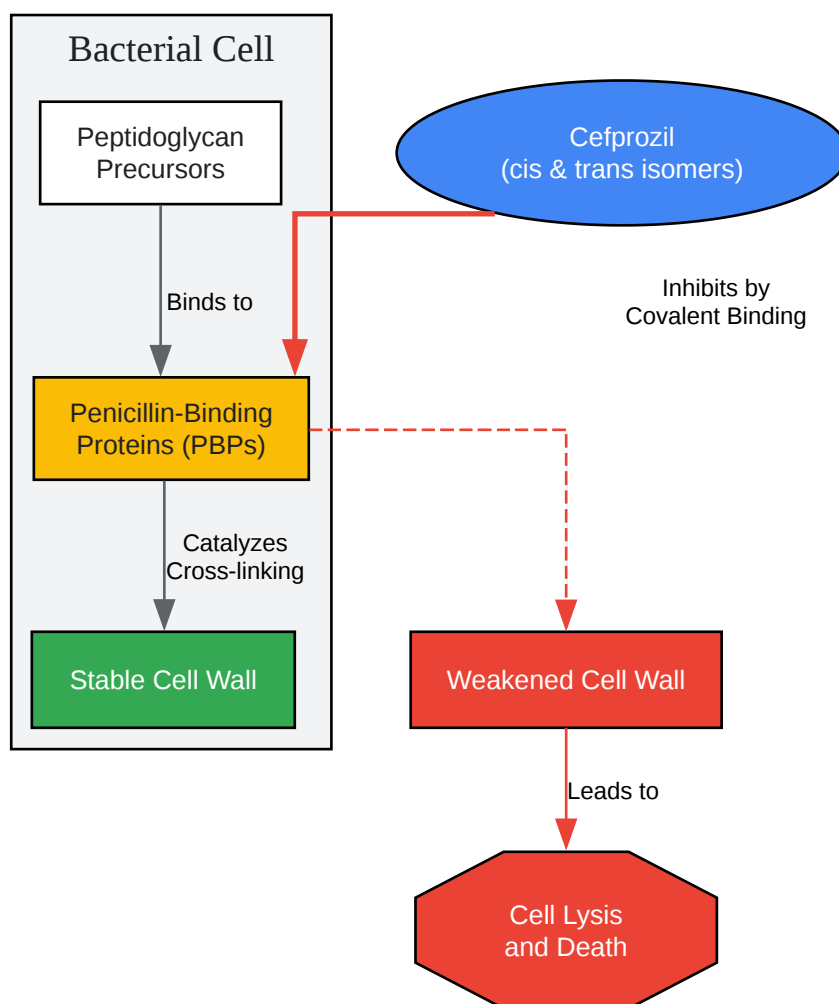 Bacterial Cell
Peptidoglycan
Precursors
Cefprozil
(cis & trans isomers)
Binds to
Inhibits by
Covalent Binding
Penicillin-Binding
Proteins (PBPs)
Catalyzes
Cross-linking
Stable Cell Wall
Weakened Cell Wall
Leads to
Cell Lysis
and Death